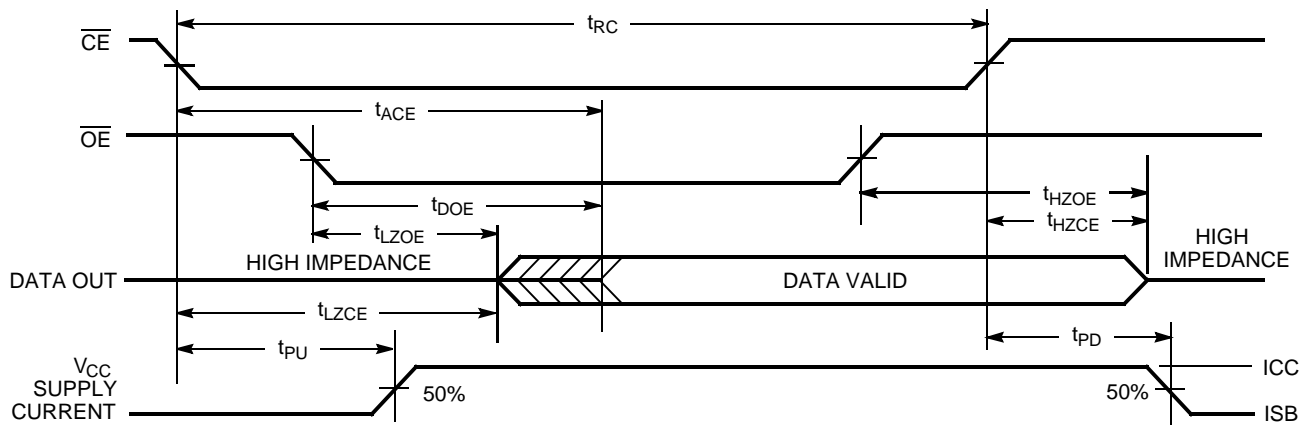 tRC
CE
tACE
OE
tDOE
tHZOE
tHZCE
tLZOE
HIGH IMPEDANCE
HIGH
IMPEDANCE
DATA OUT
DATA VALID
tLZCE
tPU
tPD
VCC
SUPPLY
CURRENT
50%
50%
ICC
ISB